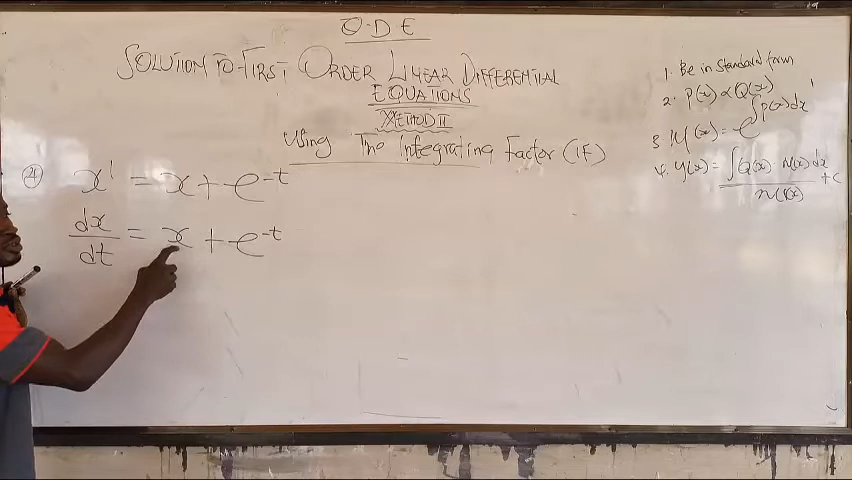 O.D.E
SOLUTION TO FIRST ORDER LINEAR DIFFERENTIAL
EQUATIONS
METHOD II
Using The Integrating Factor (IF)
1. Be in Standard form
2. P(x) & Q(x)
3. μ(x) = e^∫P(x)dx
4. y(x) = ∫Q(x) μ(x) dx + C / μ(x)
④ x' = x + e^-t
dx/dt = x + e^-t